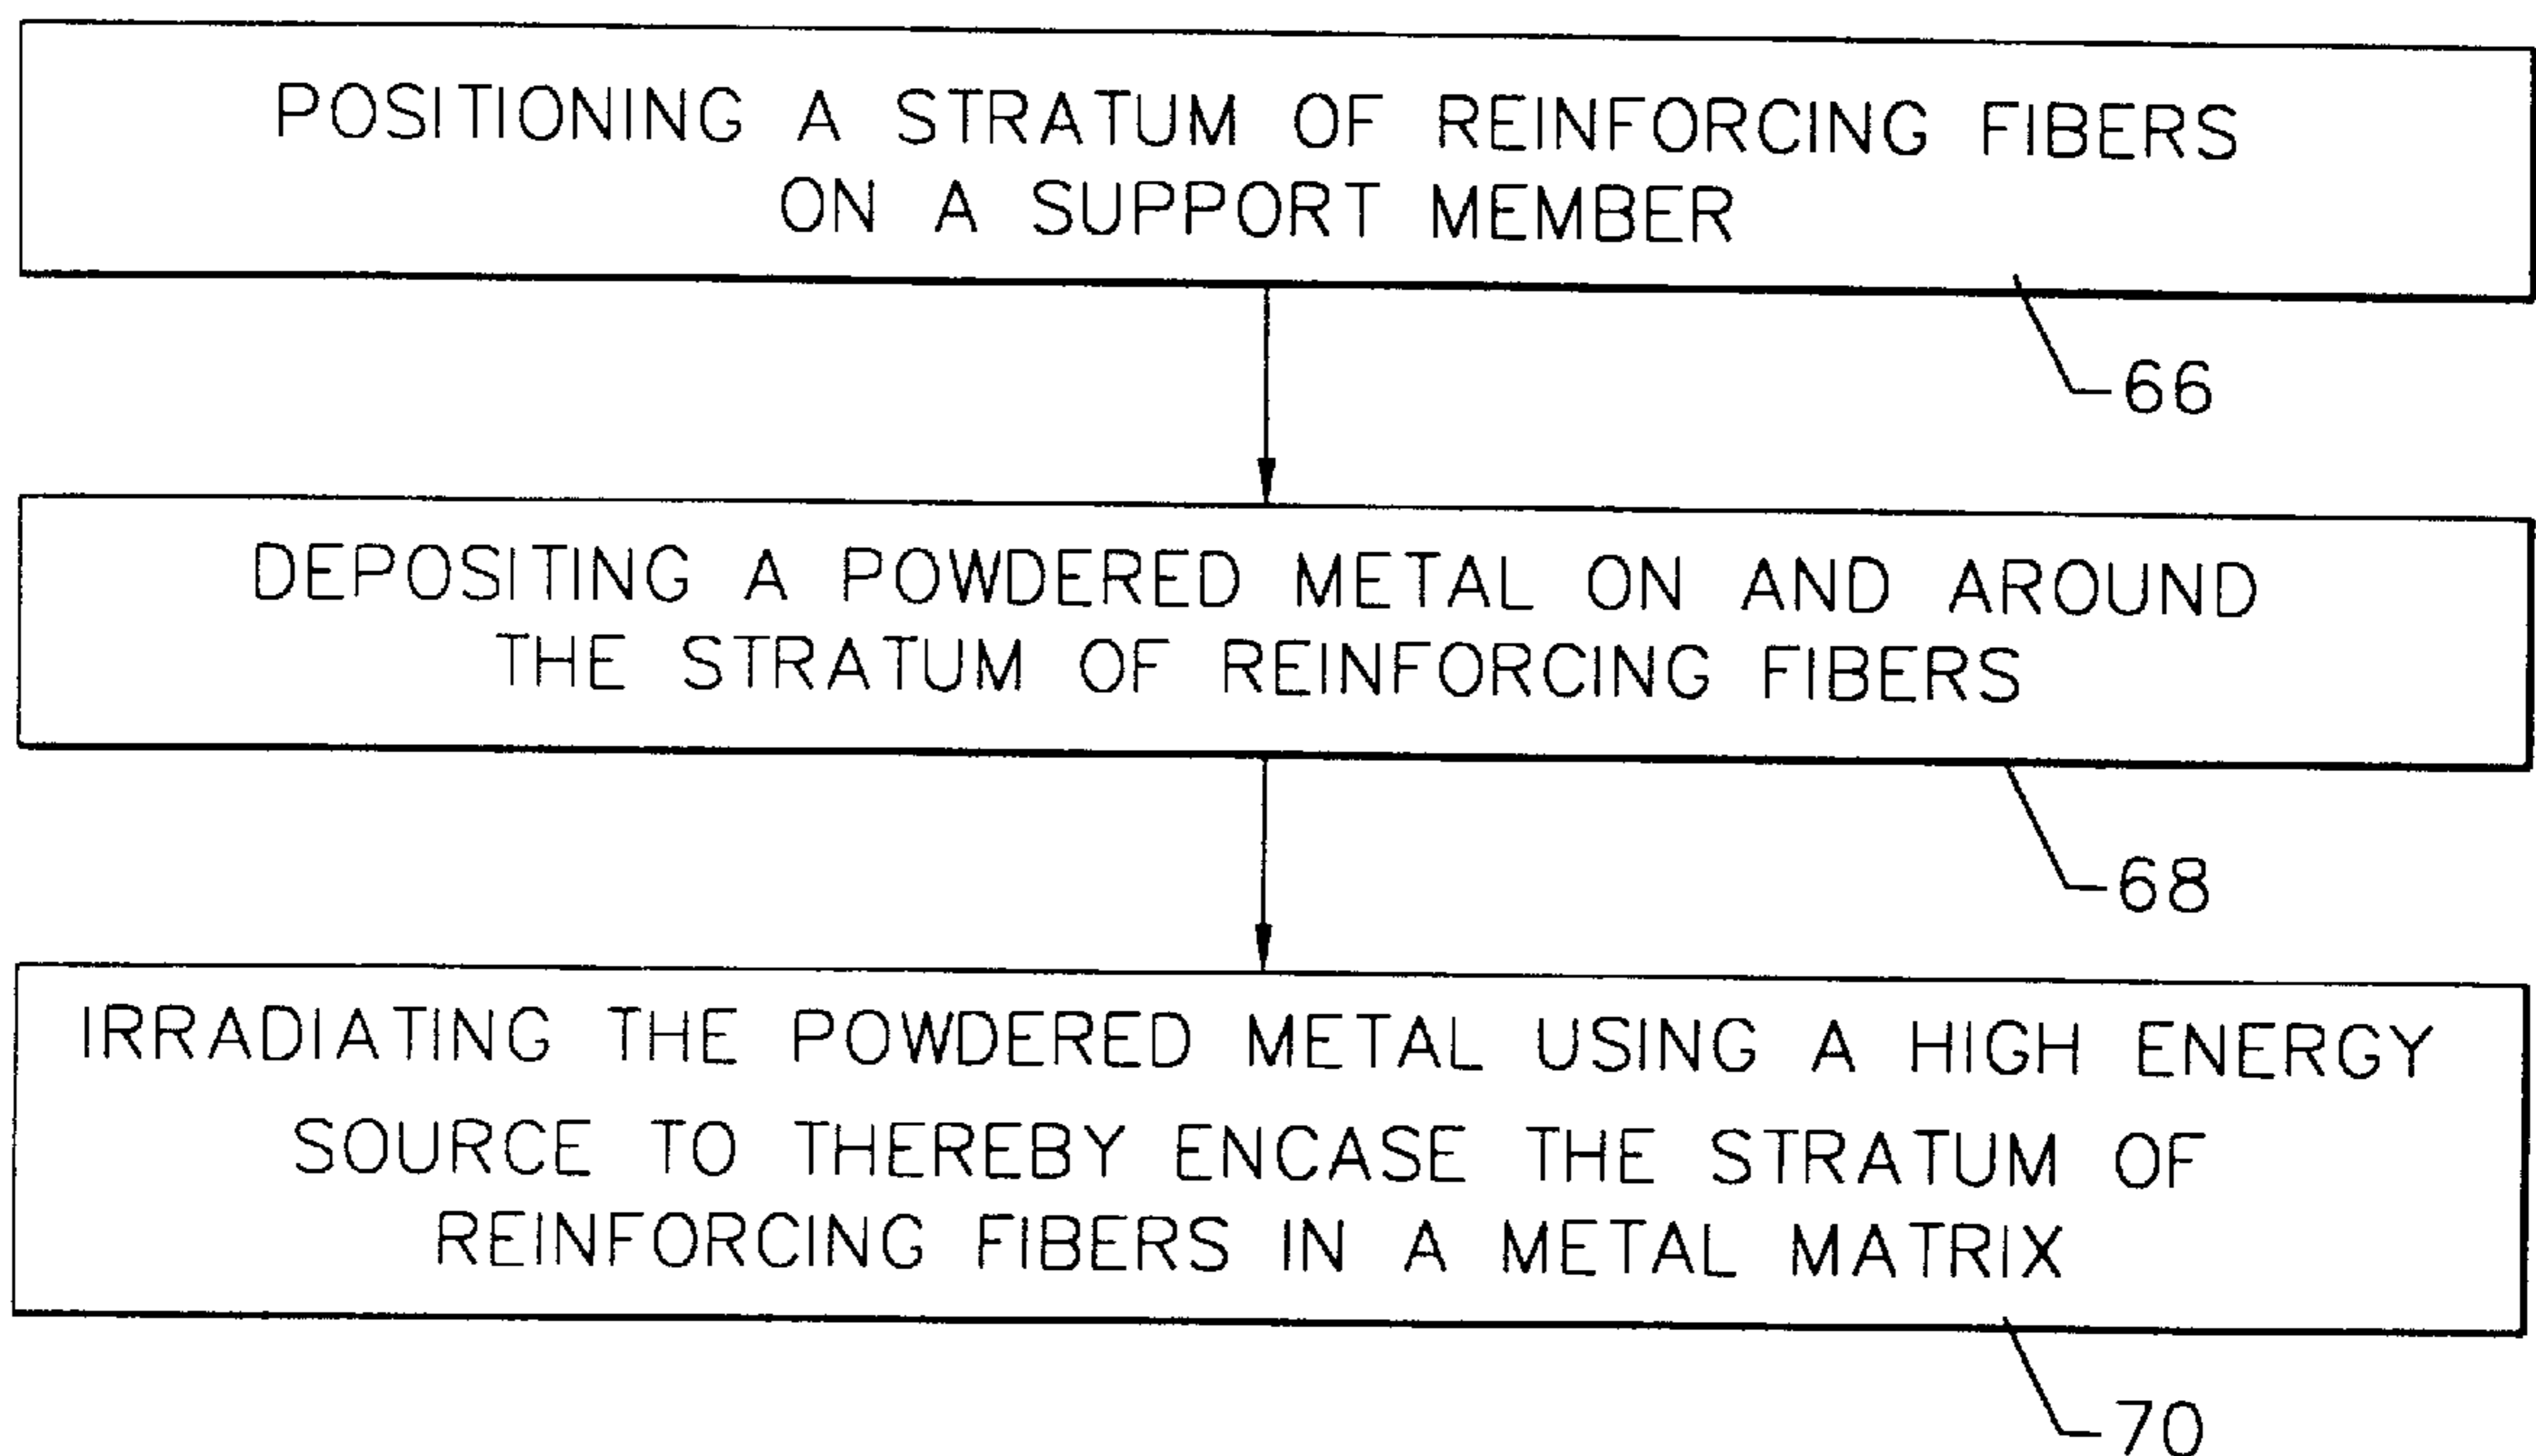 POSITIONING A STRATUM OF REINFORCING FIBERS
ON A SUPPORT MEMBER
66
DEPOSITING A POWDERED METAL ON AND AROUND
THE STRATUM OF REINFORCING FIBERS
68
IRRADIATING THE POWDERED METAL USING A HIGH ENERGY
SOURCE TO THEREBY ENCASE THE STRATUM OF
REINFORCING FIBERS IN A METAL MATRIX
70